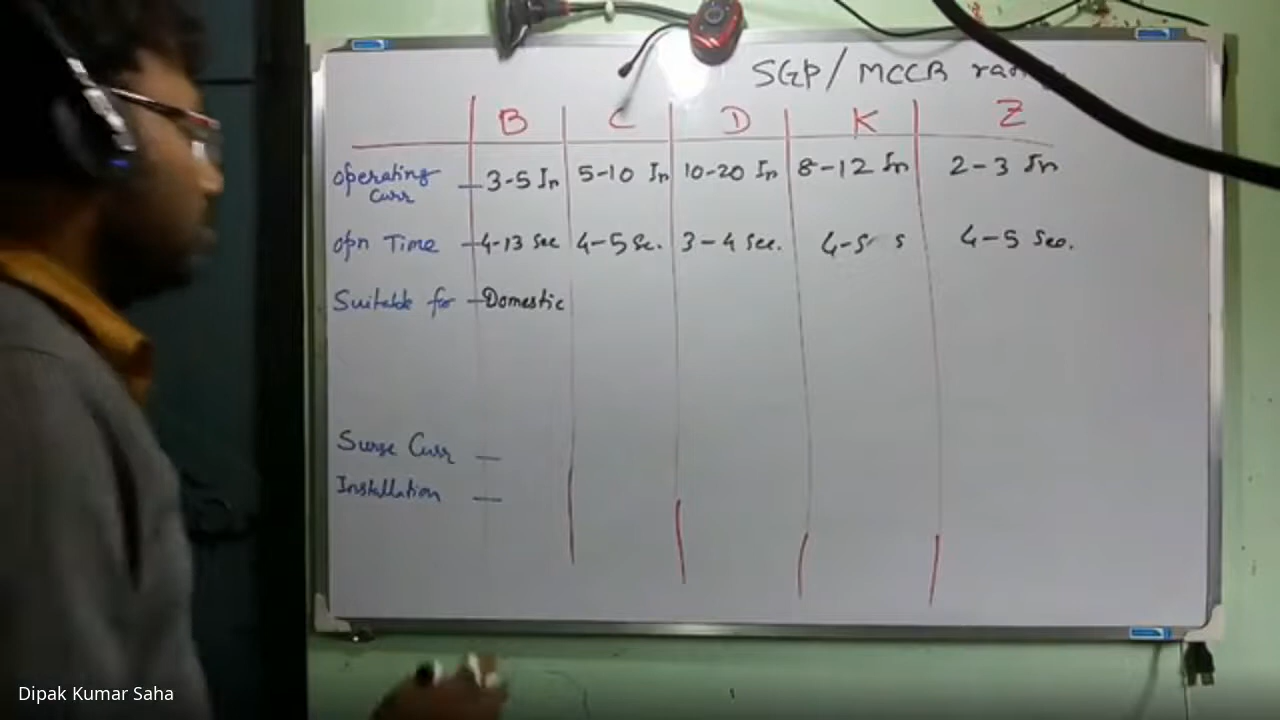 SGP/ MCCB
B C D K Z
Operating Curr - 3-5 In 5-10 In 10-20 In 8-12 In 2-3 In
Opn Time - 4-13 Sec 4-5 Sec. 3-4 Sec. 4-5 s 4-5 Sec.
Suitable for - Domestic
Surge Curr -
Installation -
Dipak Kumar Saha